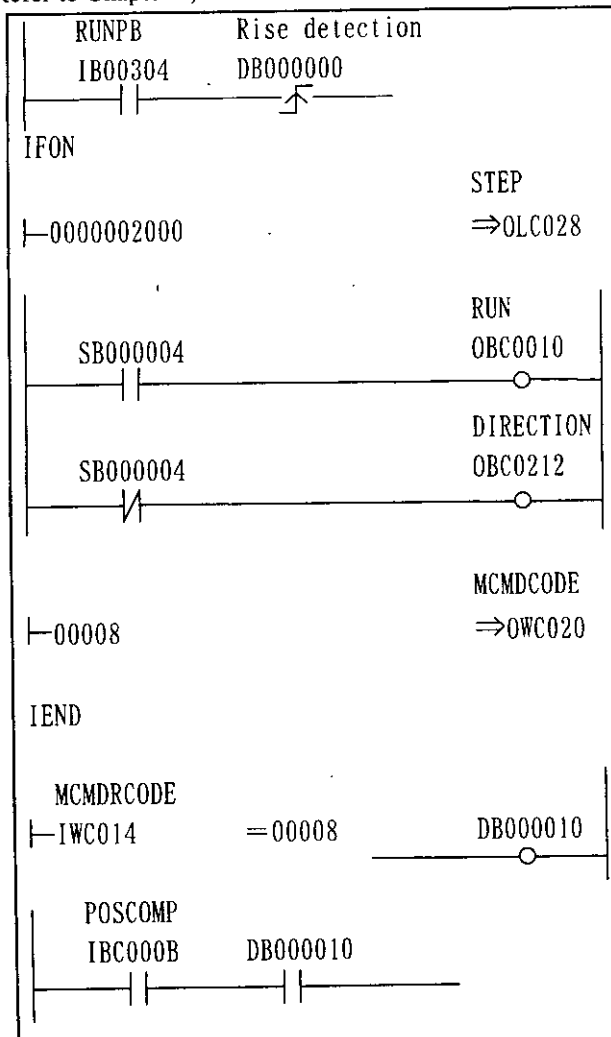 RUNPB Rise detection
IB00304 DB000000
IFON
STEP
0000002000 ⇒OLC028
RUN
SB000004 OBC0010
DIRECTION
SB000004 OBC0212
MCMDCODE
00008 ⇒OWC020
IEND
MCMDRCODE
IWC014 =00008 DB000010
POSCOMP
IBC000B DB000010